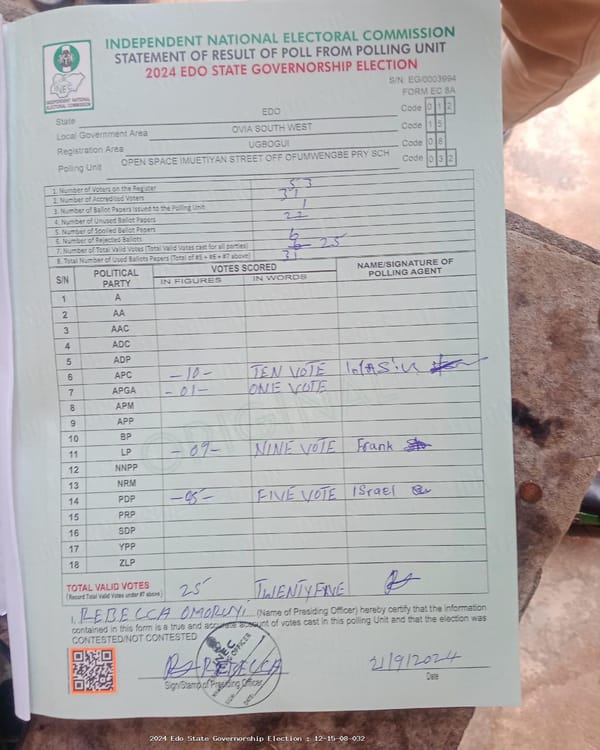 INDEPENDENT NATIONAL ELECTORAL COMMISSION
STATEMENT OF RESULT OF POLL FROM POLLING UNIT
2024 EDO STATE GOVERNORSHIP ELECTION
INEC
INDEPENDENT NATIONAL ELECTORAL COMMISSION
S/N: EG/0003994
FORM EC 8A
State EDO Code 0 1 2
Local Government Area OVIA SOUTH WEST Code 1 5
Registration Area UGBOGUI Code 0 8
Polling Unit OPEN SPACE IMUETIYAN STREET OFF OFUMWENGBE PRY SCH Code 0 3 2
1. Number of Voters on the Register 53
2. Number of Accredited Voters 31
3. Number of Ballot Papers Issued to the Polling Unit
4. Number of Unused Ballot Papers 22
5. Number of Spoiled Ballot Papers
6. Number of Rejected Ballots 6
7. Number of Total Valid Votes (Total Valid Votes cast for all parties) 25
8. Total Number of Used Ballots Papers (Total of #5 + #6 + #7 above) 31
S/N POLITICAL PARTY VOTES SCORED NAME/SIGNATURE OF POLLING AGENT
IN FIGURES IN WORDS
1 A
2 AA
3 AAC
4 ADC
5 ADP
6 APC -10- TEN VOTE
7 APGA -01- ONE VOTE
8 APM
9 APP
10 BP
11 LP -09- NINE VOTE Frank
12 NNPP
13 NRM
14 PDP -05- FIVE VOTE Israel
15 PRP
16 SDP
17 YPP
18 ZLP
TOTAL VALID VOTES 25 TWENTYFIVE
(Record Total Valid Votes under #7 above)
I, REBECCA OMORUYI (Name of Presiding Officer) hereby certify that the information
contained in this form is a true and accurate account of votes cast in this polling unit and that the election was
CONTESTED/NOT CONTESTED
REBECCA
Sign/Stamp of Presiding Officer
21/9/2024
Date
2024 Edo State Governorship Election : 12-15-08-032